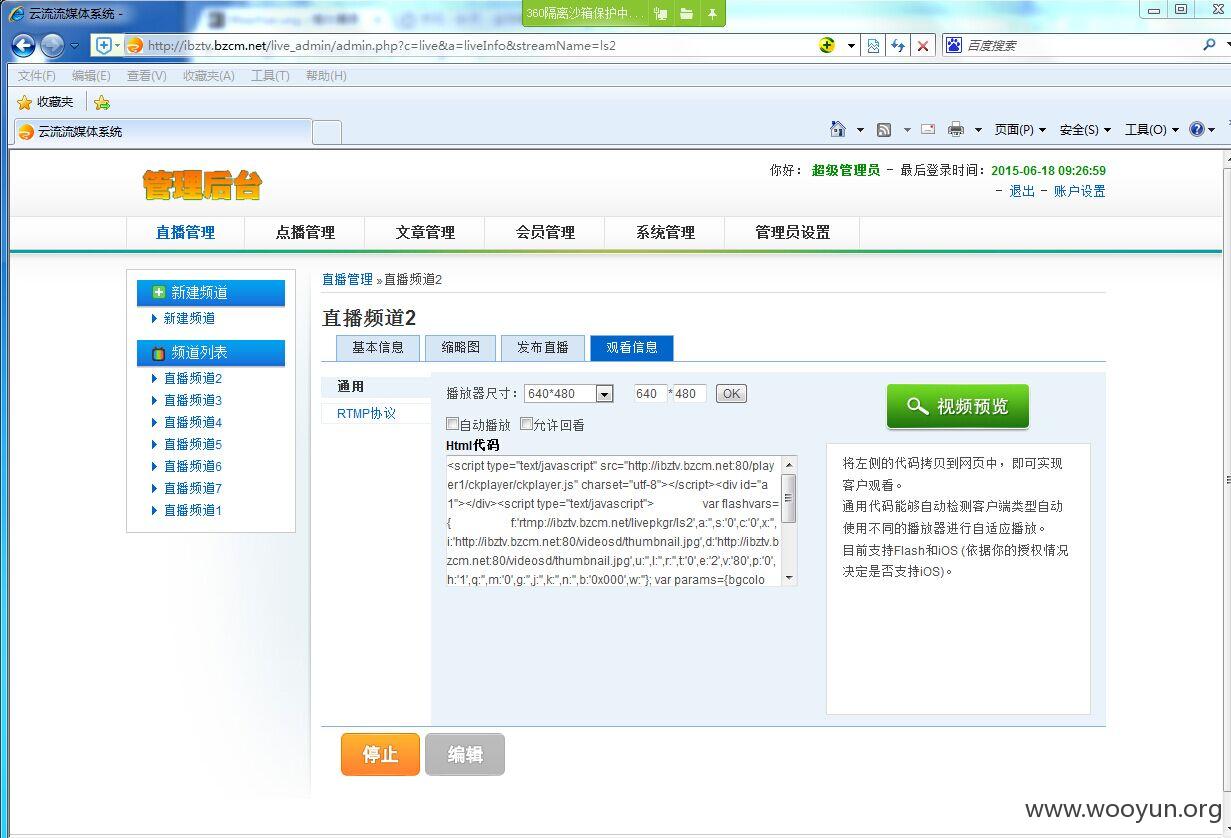 云流流媒体系统 -
360隔离沙箱保护中...
http://ibztv.bzcm.net/live_admin/admin.php?c=live&a=liveInfo&streamName=ls2
百度搜索
文件(F) 编辑(E) 查看(V) 收藏夹(A) 工具(T) 帮助(H)
收藏夹
云流流媒体系统
页面(P) 安全(S) 工具(O)
管理后台
你好： 超级管理员 - 最后登录时间： 2015-06-18 09:26:59
- 退出 - 账户设置
直播管理 点播管理 文章管理 会员管理 系统管理 管理员设置
新建频道
新建频道
频道列表
直播频道2
直播频道3
直播频道4
直播频道5
直播频道6
直播频道7
直播频道1
直播管理 »直播频道2
直播频道2
基本信息 缩略图 发布直播 观看信息
通用
RTMP协议
播放器尺寸： 640*480 640 * 480 OK
自动播放 允许回看
Html代码
<script type="text/javascript" src="http://ibztv.bzcm.net:80/play
er1/ckplayer/ckplayer.js" charset="utf-8"></script><div id="a
1"></div><script type="text/javascript"> var flashvars=
{ f:'rtmp://ibztv.bzcm.net/livepkgr/ls2',a:'',s:'0',c:'0',x:'',
i:'http://ibztv.bzcm.net:80/videosd/thumbnail.jpg',d:'http://ibztv.b
zcm.net:80/videosd/thumbnail.jpg',u:'',l:'',r:'',t:'0',e:'2',v:'80',p:'0',
h:'1',q:'',m:'0',g:'',j:'',k:'',n:'',b:'0x000',w:''}; var params={bgcolo
视频预览
将左侧的代码拷贝到网页中，即可实现
客户观看。
通用代码能够自动检测客户端类型自动
使用不同的播放器进行自适应播放。
目前支持Flash和iOS (依据你的授权情况
决定是否支持iOS)。
停止 编辑
www.wooyun.org